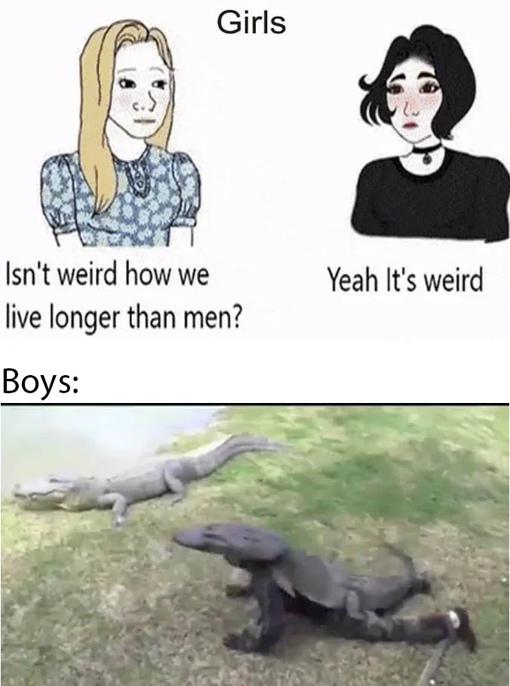 Girls
Isn't weird how we
live longer than men?
Yeah It's weird
Boys: